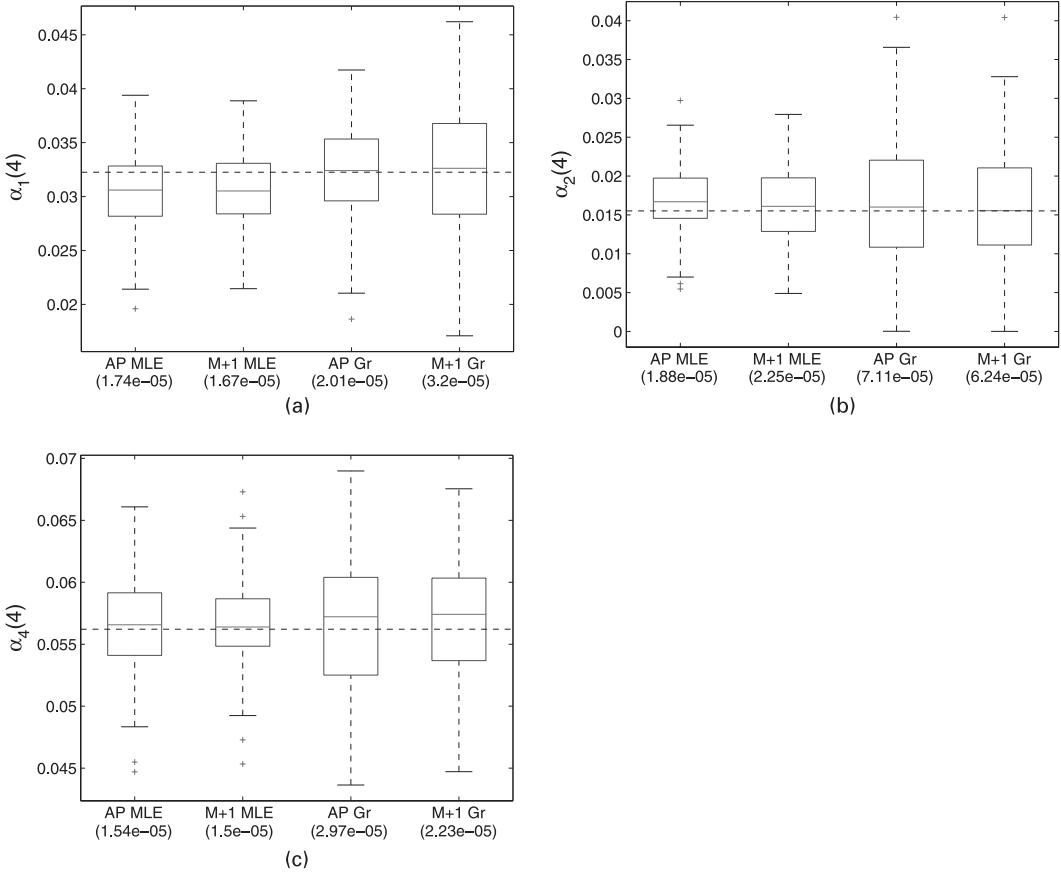 0.045
0.04
0.035
0.03
0.025
0.02
α1(4)
AP MLE M+1 MLE AP Gr M+1 Gr
(1.74e−05) (1.67e−05) (2.01e−05) (3.2e−05)
(a)
0.04
0.035
0.03
0.025
0.02
0.015
0.01
0.005
0
α2(4)
AP MLE M+1 MLE AP Gr M+1 Gr
(1.88e−05) (2.25e−05) (7.11e−05) (6.24e−05)
(b)
0.07
0.065
0.06
0.055
0.05
0.045
α4(4)
AP MLE M+1 MLE AP Gr M+1 Gr
(1.54e−05) (1.5e−05) (2.97e−05) (2.23e−05)
(c)